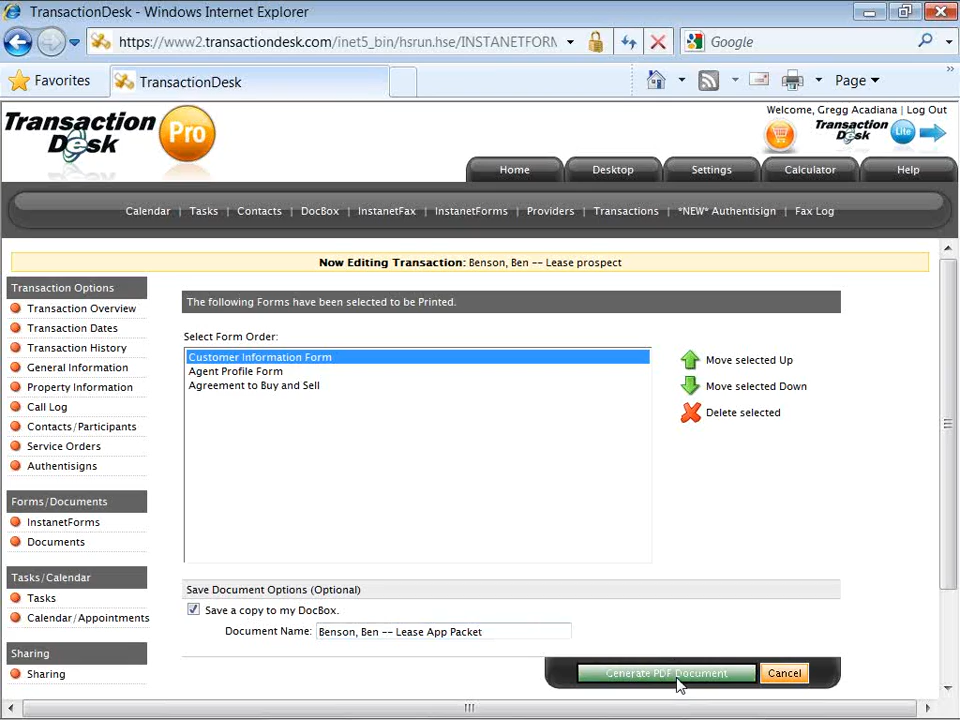 TransactionDesk - Windows Internet Explorer
https://www2.transactiondesk.com/inet5_bin/hsrun.hse/INSTANETFORM
Google
Favorites
TransactionDesk
Page
»
Welcome, Gregg Acadiana | Log Out
Transaction Desk Pro
Transaction Desk Lite
Home
Desktop
Settings
Calculator
Help
Calendar | Tasks | Contacts | DocBox | InstanetFax | InstanetForms | Providers | Transactions | *NEW* Authentisign | Fax Log
Now Editing Transaction: Benson, Ben -- Lease prospect
Transaction Options
Transaction Overview
Transaction Dates
Transaction History
General Information
Property Information
Call Log
Contacts/Participants
Service Orders
Authentisigns
Forms/Documents
InstanetForms
Documents
Tasks/Calendar
Tasks
Calendar/Appointments
Sharing
Sharing
The following Forms have been selected to be Printed.
Select Form Order:
Customer Information Form
Agent Profile Form
Agreement to Buy and Sell
Move selected Up
Move selected Down
Delete selected
Save Document Options (Optional)
Save a copy to my DocBox.
Document Name: Benson, Ben -- Lease App Packet
Generate PDF Document
Cancel